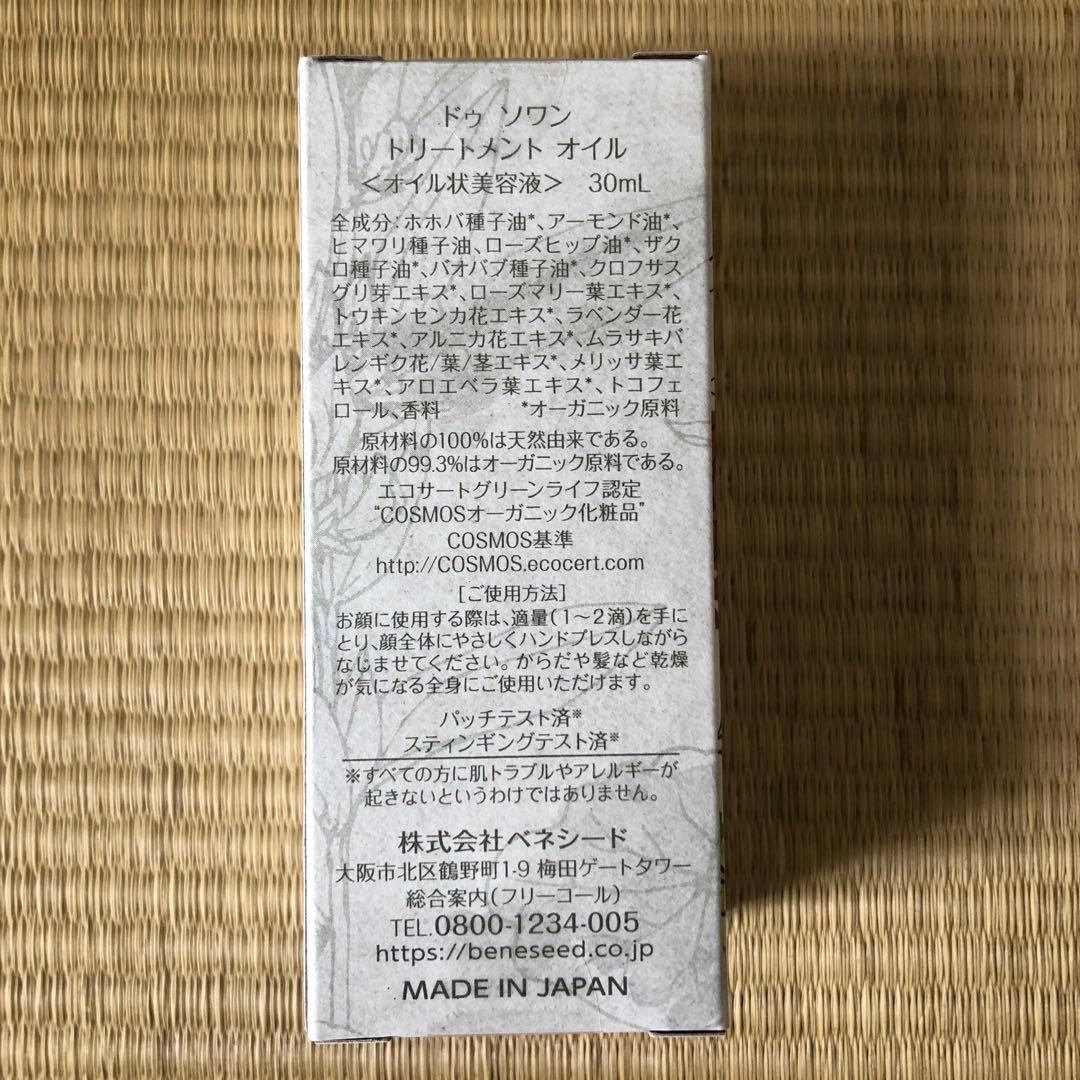 ドゥ ソワン
トリートメント オイル
＜オイル状美容液＞ 30mL
全成分：ホホバ種子油*、アーモンド油*、
ヒマワリ種子油、ローズヒップ油*、ザク
ロ種子油*、バオバブ種子油*、クロフサス
グリ芽エキス*、ローズマリー葉エキス*、
トウキンセンカ花エキス*、ラベンダー花
エキス*、アルニカ花エキス*、ムラサキバ
レンギク花/葉/茎エキス*、メリッサ葉エ
キス*、アロエベラ葉エキス*、トコフェ
ロール、香料 *オーガニック原料
原材料の100%は天然由来である。
原材料の99.3%はオーガニック原料である。
エコサートグリーンライフ認定
“COSMOSオーガニック化粧品”
COSMOS基準
http://COSMOS.ecocert.com
［ご使用方法］
お顔に使用する際は、適量（1～2滴）を手に
とり、顔全体にやさしくハンドプレスしながら
なじませてください。からだや髪など乾燥
が気になる全身にご使用いただけます。
パッチテスト済※
スティンギングテスト済※
※すべての方に肌トラブルやアレルギーが
起きないというわけではありません。
株式会社ベネシード
大阪市北区鶴野町1-9 梅田ゲートタワー
総合案内（フリーコール）
TEL.0800-1234-005
https://beneseed.co.jp
MADE IN JAPAN